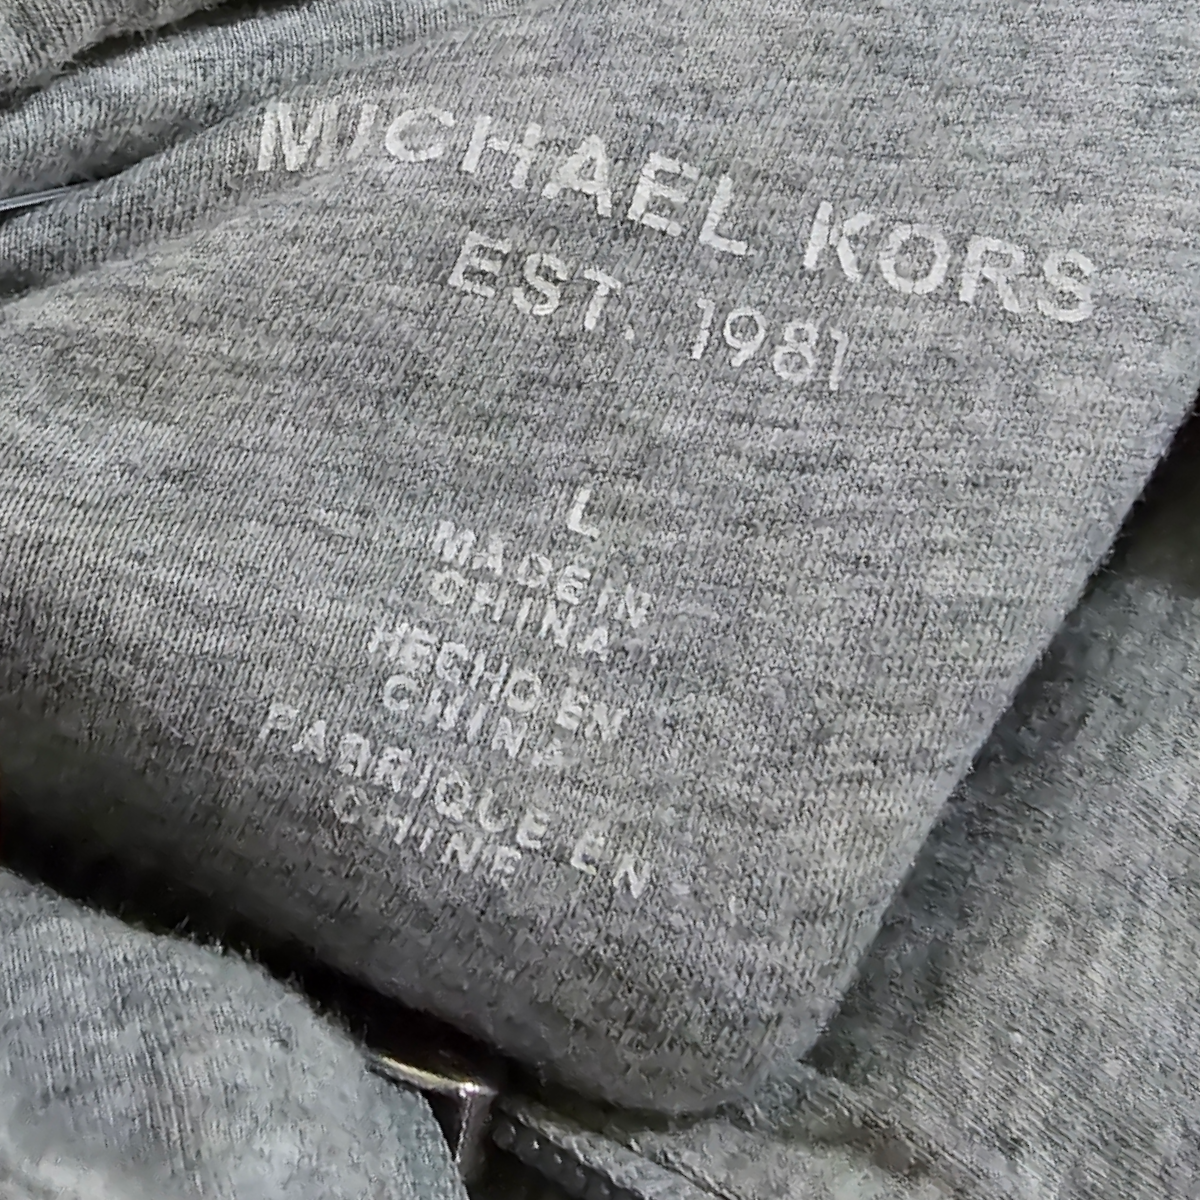 MICHAEL KORS
EST. 1981
L
MADE IN
CHINA
HECHO EN
CHINA
FABRIQUE EN
CHINE